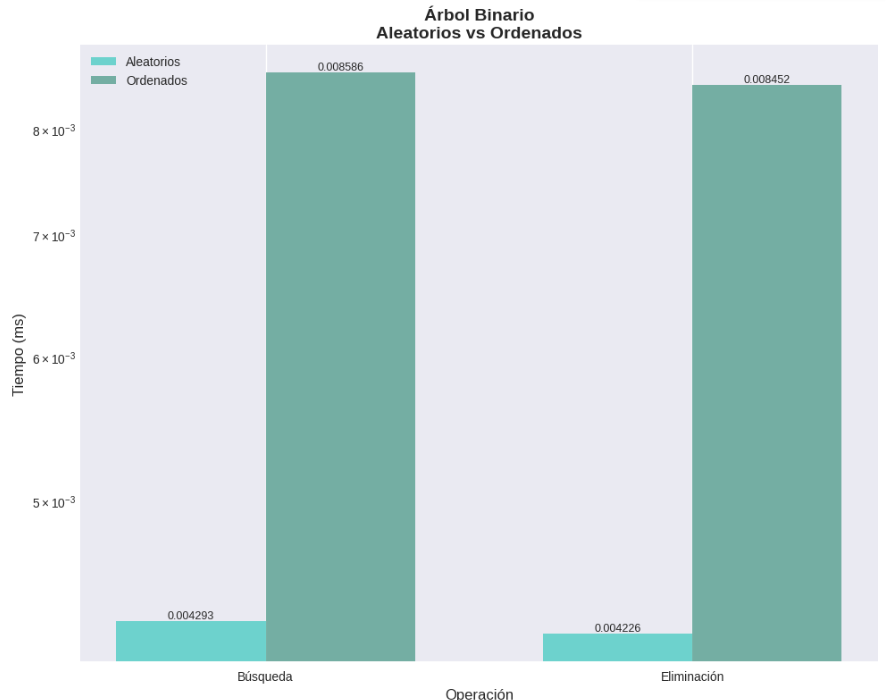 Árbol Binario
Aleatorios vs Ordenados
Aleatorios
Ordenados
0.008586
0.008452
0.004293
0.004226
8 × 10⁻³
7 × 10⁻³
6 × 10⁻³
5 × 10⁻³
Tiempo (ms)
Búsqueda
Eliminación
Operación